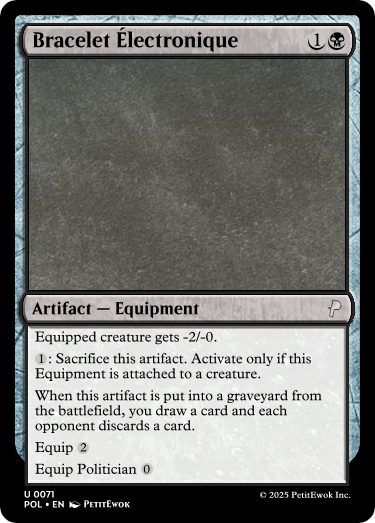 Bracelet Électronique 1
Artifact — Equipment
Equipped creature gets -2/-0.
1: Sacrifice this artifact. Activate only if this
Equipment is attached to a creature.
When this artifact is put into a graveyard from
the battlefield, you draw a card and each
opponent discards a card.
Equip 2
Equip Politician 0
U 0071
POL • EN PetitEwok
© 2025 PetitEwok Inc.